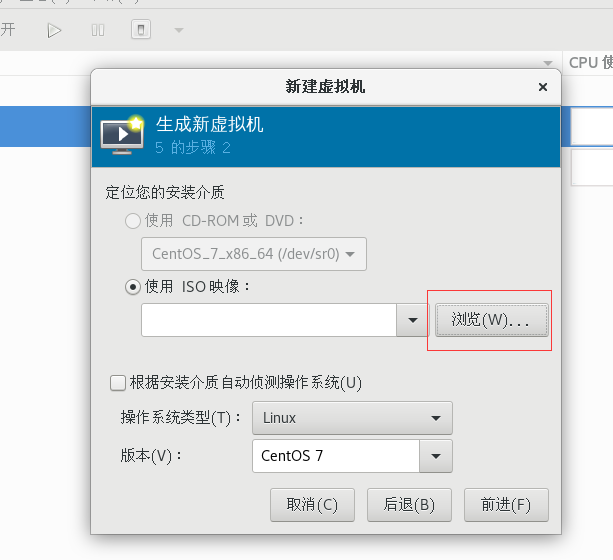 开
CPU 使
新建虚拟机
生成新虚拟机
5 的步骤 2
定位您的安装介质
使用 CD-ROM 或 DVD：
CentOS_7_x86_64 (/dev/sr0)
使用 ISO 映像：
浏览(W)...
根据安装介质自动侦测操作系统(U)
操作系统类型(T)： Linux
版本(V)： CentOS 7
取消(C) 后退(B) 前进(F)